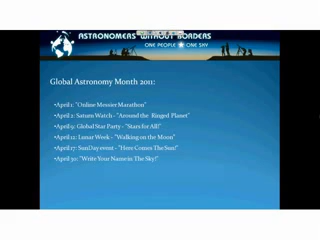 ASTRONOMERS WITHOUT BORDERS
ONE PEOPLE ONE SKY
Global Astronomy Month 2011:
•April 1: "Online Messier Marathon"
•April 2: Saturn Watch - "Around the Ringed Planet"
•April 9: Global Star Party - "Stars for All!"
•April 12: Lunar Week - "Walking on the Moon"
•April 17: SunDay event - "Here Comes The Sun!"
•April 30: "Write Your Name in The Sky!"